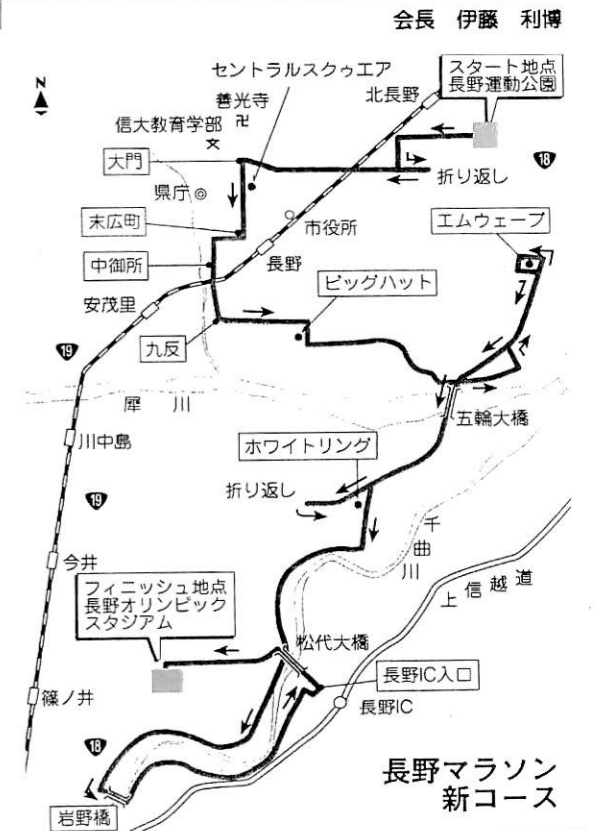 会長 伊藤 利博
N
スタート地点
長野運動公園
セントラルスクゥエア
善光寺
北長野
信大教育学部
文
大門
折り返し
18
県庁
市役所
末広町
エムウェーブ
長野
中御所
ビッグハット
安茂里
九反
19
犀川
五輪大橋
川中島
ホワイトリング
折り返し
19
千曲川
今井
上信越道
フィニッシュ地点
長野オリンピック
スタジアム
松代大橋
長野IC入口
篠ノ井
長野IC
18
岩野橋
長野マラソン
新コース